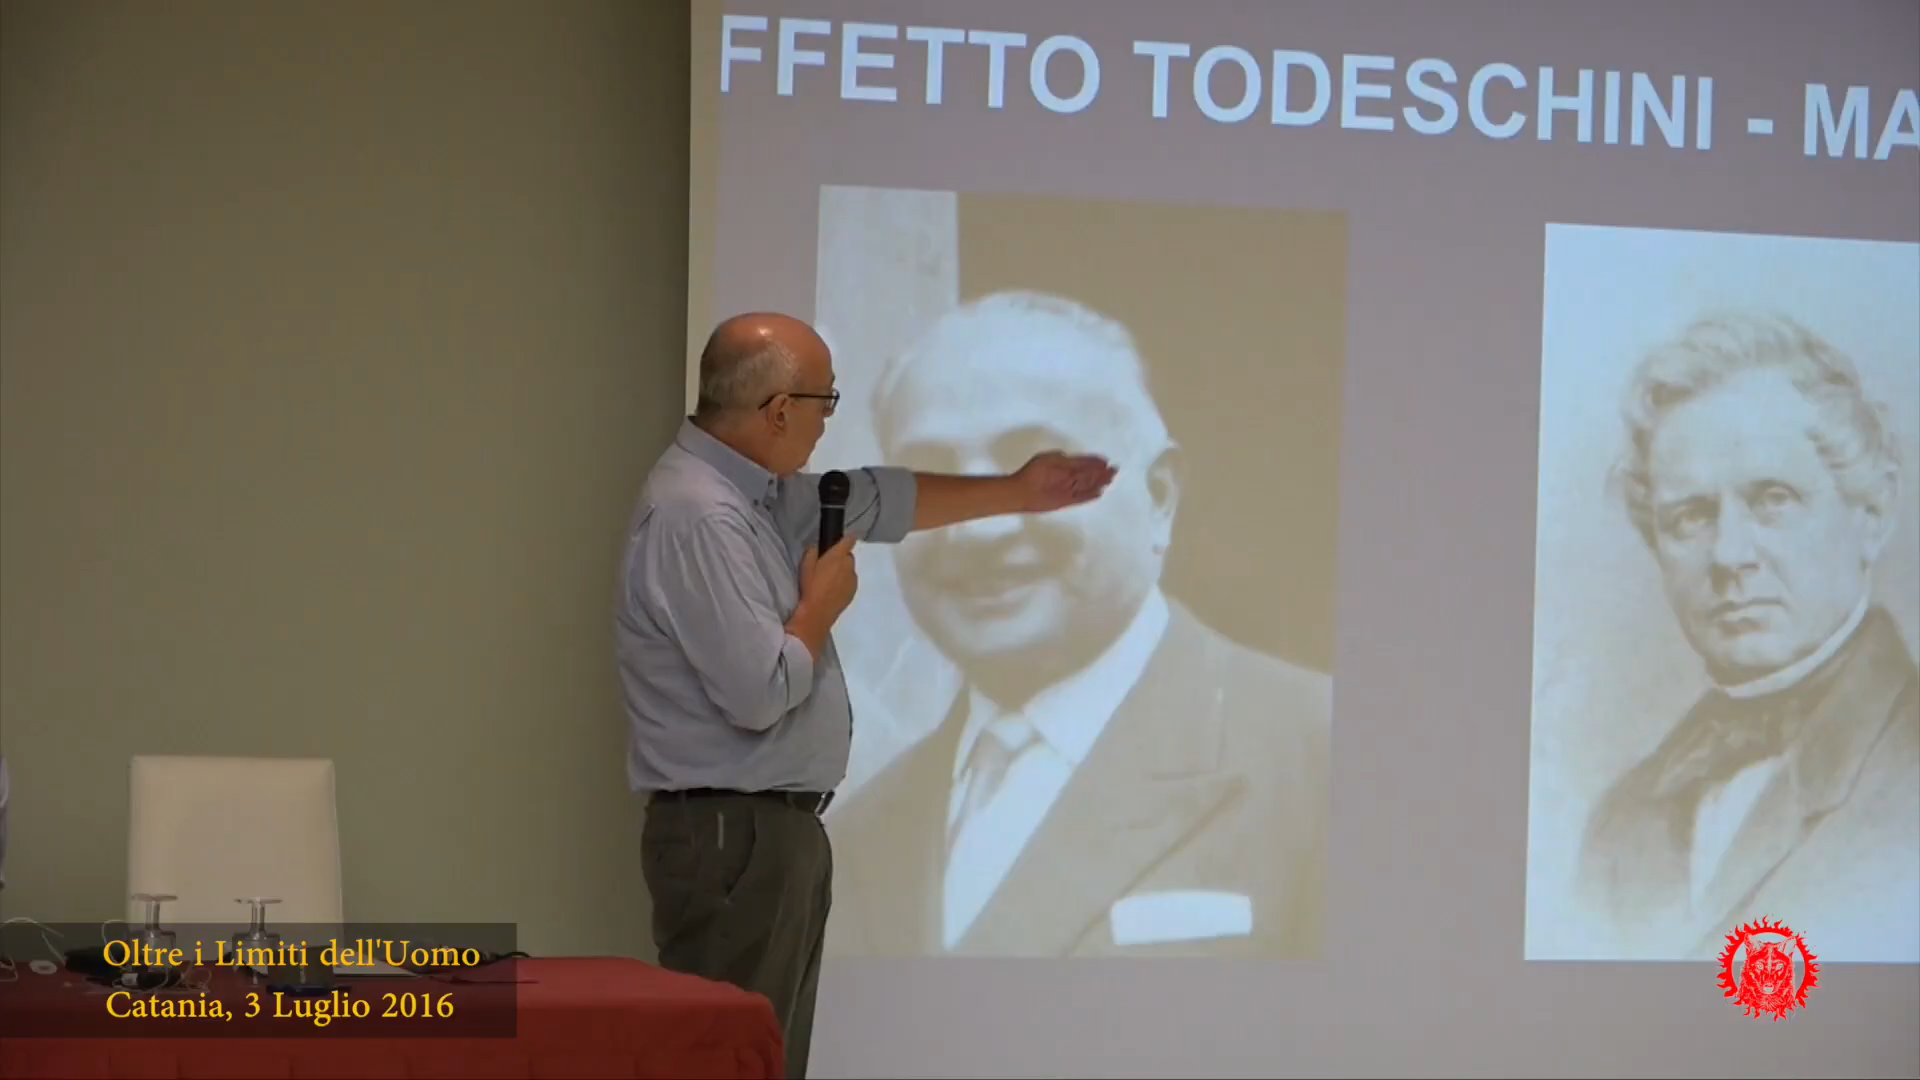 FFETTO TODESCHINI - MA
Oltre i Limiti dell'Uomo
Catania, 3 Luglio 2016